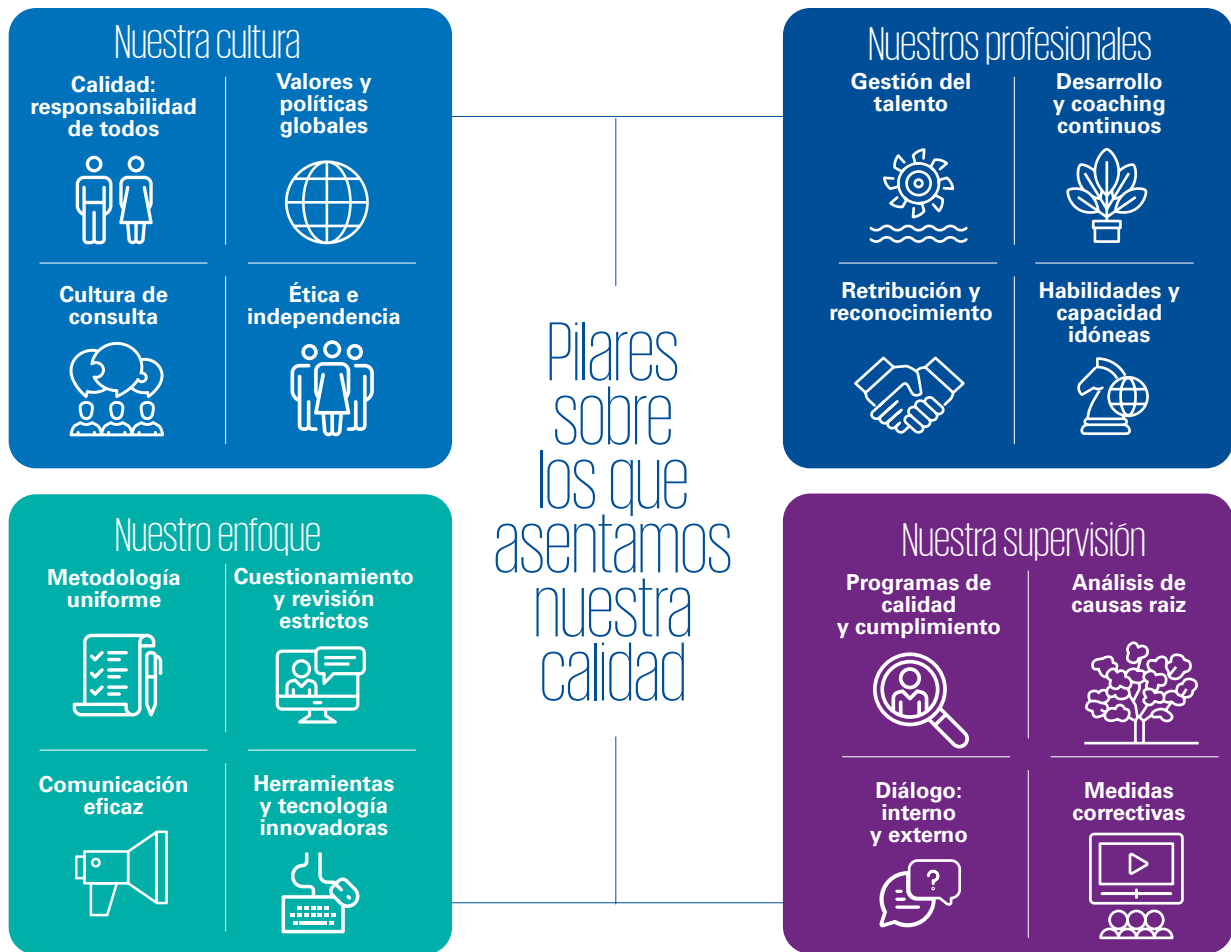 Nuestra cultura
Calidad:
responsabilidad
de todos
Valores y
políticas
globales
Cultura de
consulta
Ética e
independencia
Nuestros profesionales
Gestión del
talento
Desarrollo
y coaching
continuos
Retribución y
reconocimiento
Habilidades y
capacidad
idóneas
Pilares
sobre
los que
asentamos
nuestra
calidad
Nuestro enfoque
Metodología
uniforme
Cuestionamiento
y revisión
estrictos
Comunicación
eficaz
Herramientas
y tecnología
innovadoras
Nuestra supervisión
Programas de
calidad
y cumplimiento
Análisis de
causas raiz
Diálogo:
interno
y externo
?
Medidas
correctivas